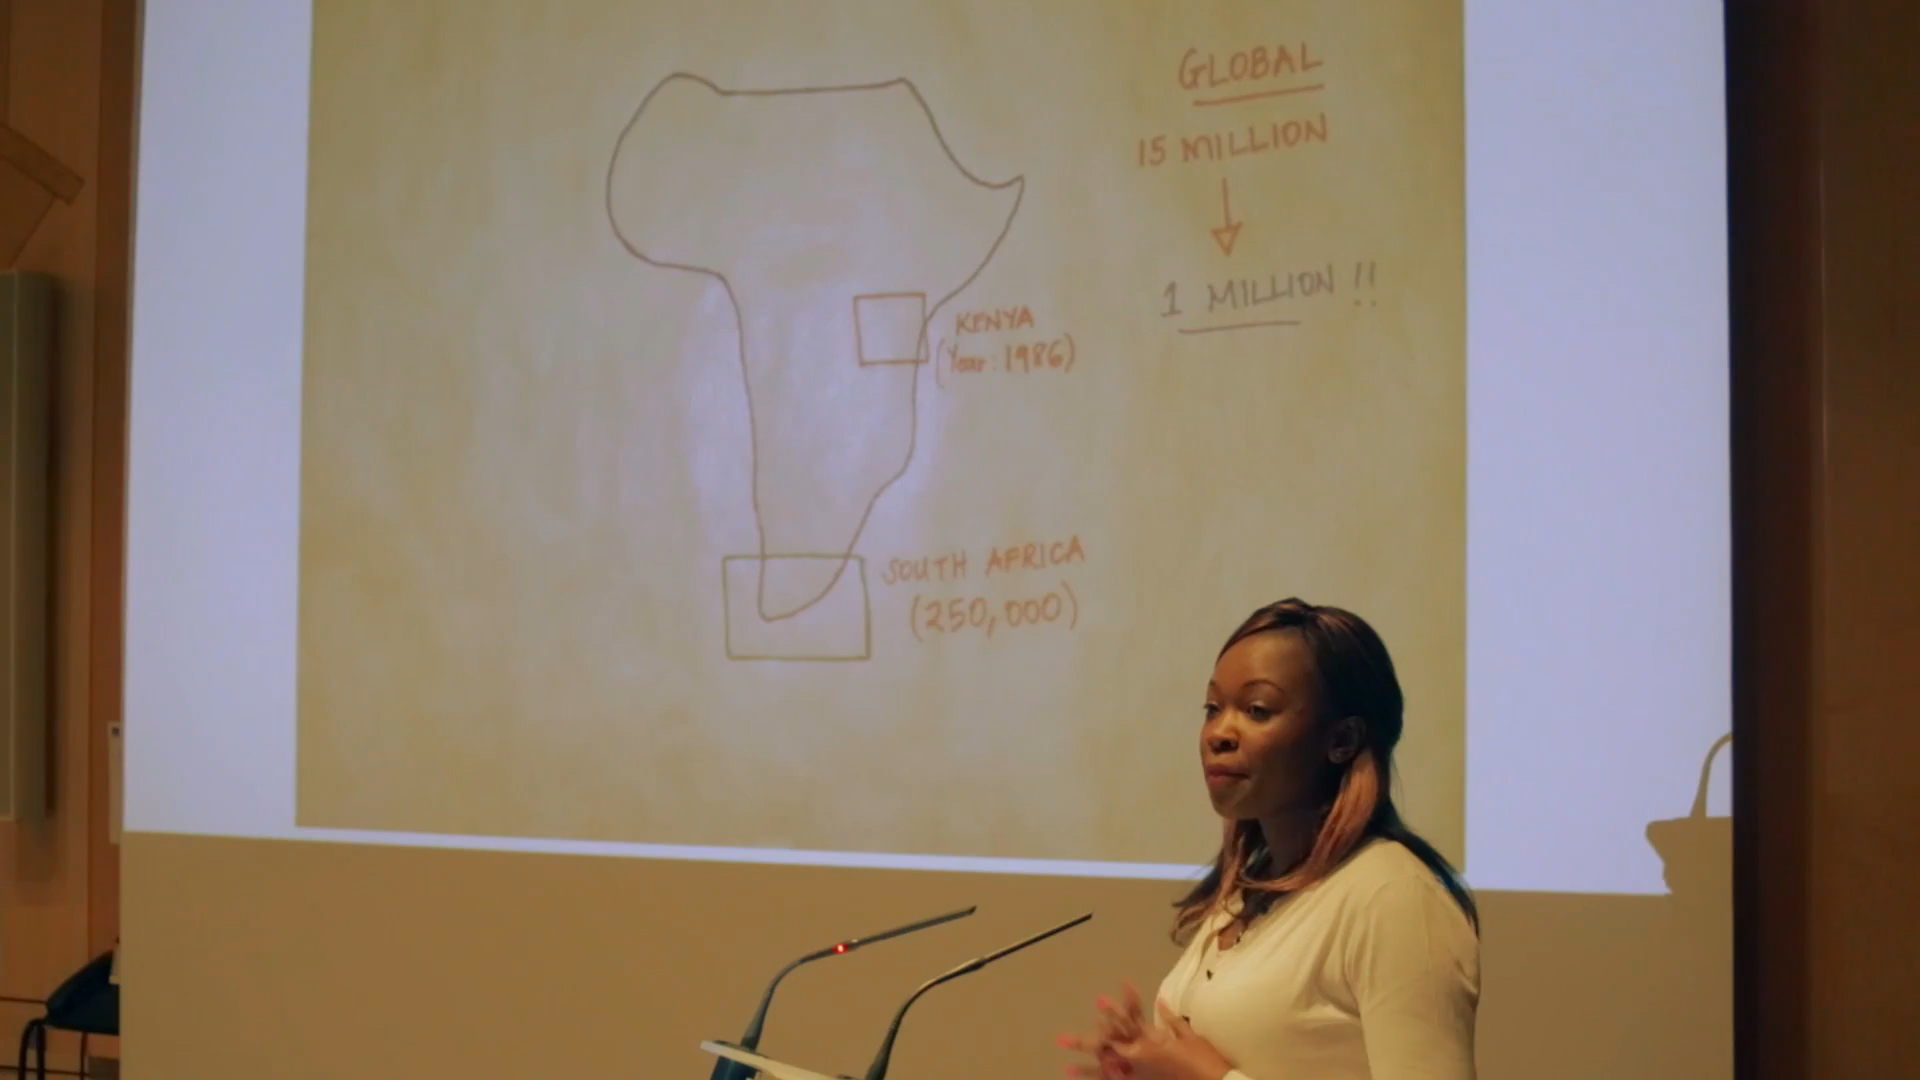 GLOBAL
15 MILLION
1 MILLION !!
KENYA
(Year: 1986)
SOUTH AFRICA
(250,000)